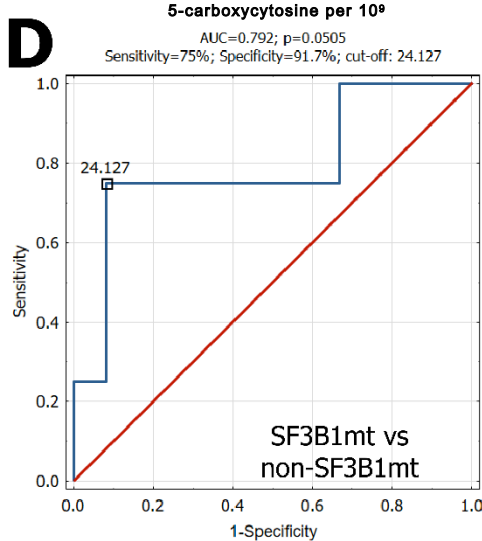 D
5-carboxycytosine per 10⁹
AUC=0.792; p=0.0505
Sensitivity=75%; Specificity=91.7%; cut-off: 24.127
1.0
0.8
0.6
0.4
0.2
0.0
Sensitivity
24.127
SF3B1mt vs
non-SF3B1mt
0.0 0.2 0.4 0.6 0.8 1.0
1-Specificity